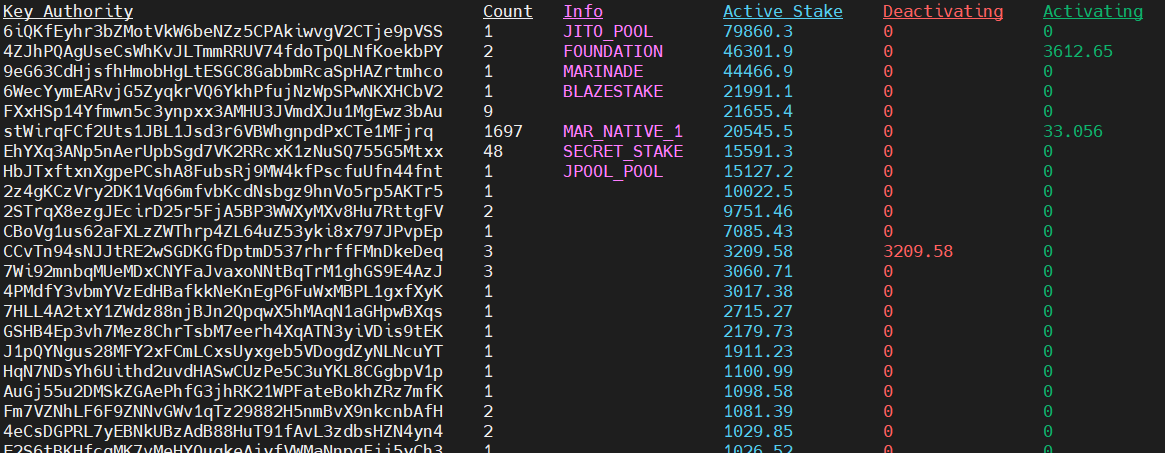 Key Authority Count Info Active Stake Deactivating Activating
6iQKfEyhr3bZMotVkW6beNZz5CPAkiwvgV2CTje9pVSS 1 JITO_POOL 79860.3 0 0
4ZJhPQAgUseCsWhKvJLTmmRRUV74fdoTpQLNfKoekbPY 2 FOUNDATION 46301.9 0 3612.65
9eG63CdHjsfhHmobHgLtESGC8GabbmRcaSpHAZrtmhco 1 MARINADE 44466.9 0 0
6WecYymEARvjG5ZyqkrVQ6YkhPfujNzWpSPwNKXHCbV2 1 BLAZESTAKE 21991.1 0 0
FXxHSp14Yfmwn5c3ynpxx3AMHU3JVmdXJu1MgEwz3bAu 9 21655.4 0 0
stWirqFCf2Uts1JBL1Jsd3r6VBWhgnpdPxCTe1MFjrq 1697 MAR_NATIVE_1 20545.5 0 33.056
EhYXq3ANp5nAerUpbSgd7VK2RRcxK1zNuSQ755G5Mtxx 48 SECRET_STAKE 15591.3 0 0
HbJTxftxnXgpePCshA8FubsRj9MW4kfPscfuUfn44fnt 1 JPOOL_POOL 15127.2 0 0
2z4gKCzVry2DK1Vq66mfvbKcdNsbgz9hnVo5rp5AKTr5 1 10022.5 0 0
2STrqX8ezgJEcirD25r5FjA5BP3WWXyMXv8Hu7RttgFV 2 9751.46 0 0
CBoVg1us62aFXLzZWThrp4ZL64uZ53yki8x797JPvpEp 1 7085.43 0 0
CCvTn94sNJJtRE2wSGDKGfDptmD537rhrffFMnDkeDeq 3 3209.58 3209.58 0
7Wi92mnbqMUeMDxCNYFaJvaxoNNtBqTrM1ghGS9E4AzJ 3 3060.71 0 0
4PMdfY3vbmYVzEdHBafkkNeKnEgP6FuWxMBPL1gxfXyK 1 3017.38 0 0
7HLL4A2txY1ZWdz88njBJn2QpqwX5hMAqN1aGHpwBXqs 1 2715.27 0 0
GSHB4Ep3vh7Mez8ChrTsbM7eerh4XqATN3yiVDis9tEK 1 2179.73 0 0
J1pQYNgus28MFY2xFCmLCxsUyxgeb5VDogdZyNLNcuYT 1 1911.23 0 0
HqN7NDsYh6Uithd2uvdHASwCUzPe5C3uYKL8CGgbpV1p 1 1100.99 0 0
AuGj55u2DMSkZGAePhfG3jhRK21WPFateBokhZRz7mfK 1 1098.58 0 0
Fm7VZNhLF6F9ZNNvGWv1qTz29882H5nmBvX9nkcnbAfH 2 1081.39 0 0
4eCsDGPRL7yEBNkUBzAdB88HuT91fAvL3zdbsHZN4yn4 2 1029.85 0 0
1 1026.52 0 0